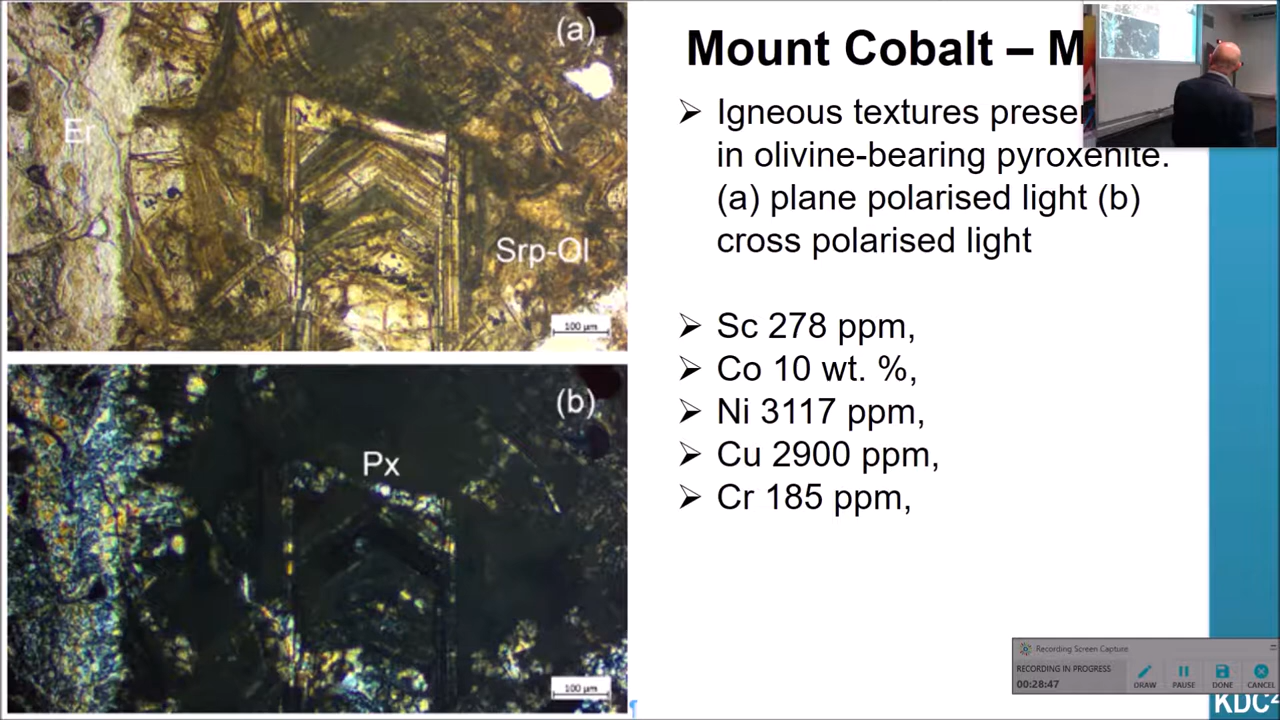 (a)
Er
Srp-Ol
100 µm
(b)
Px
100 µm
Mount Cobalt – M
Igneous textures prese
in olivine-bearing pyroxenite.
(a) plane polarised light (b)
cross polarised light
Sc 278 ppm,
Co 10 wt. %,
Ni 3117 ppm,
Cu 2900 ppm,
Cr 185 ppm,
Recording Screen Capture
RECORDING IN PROGRESS
00:28:47
DRAW
PAUSE
DONE
CANCEL
KDC²